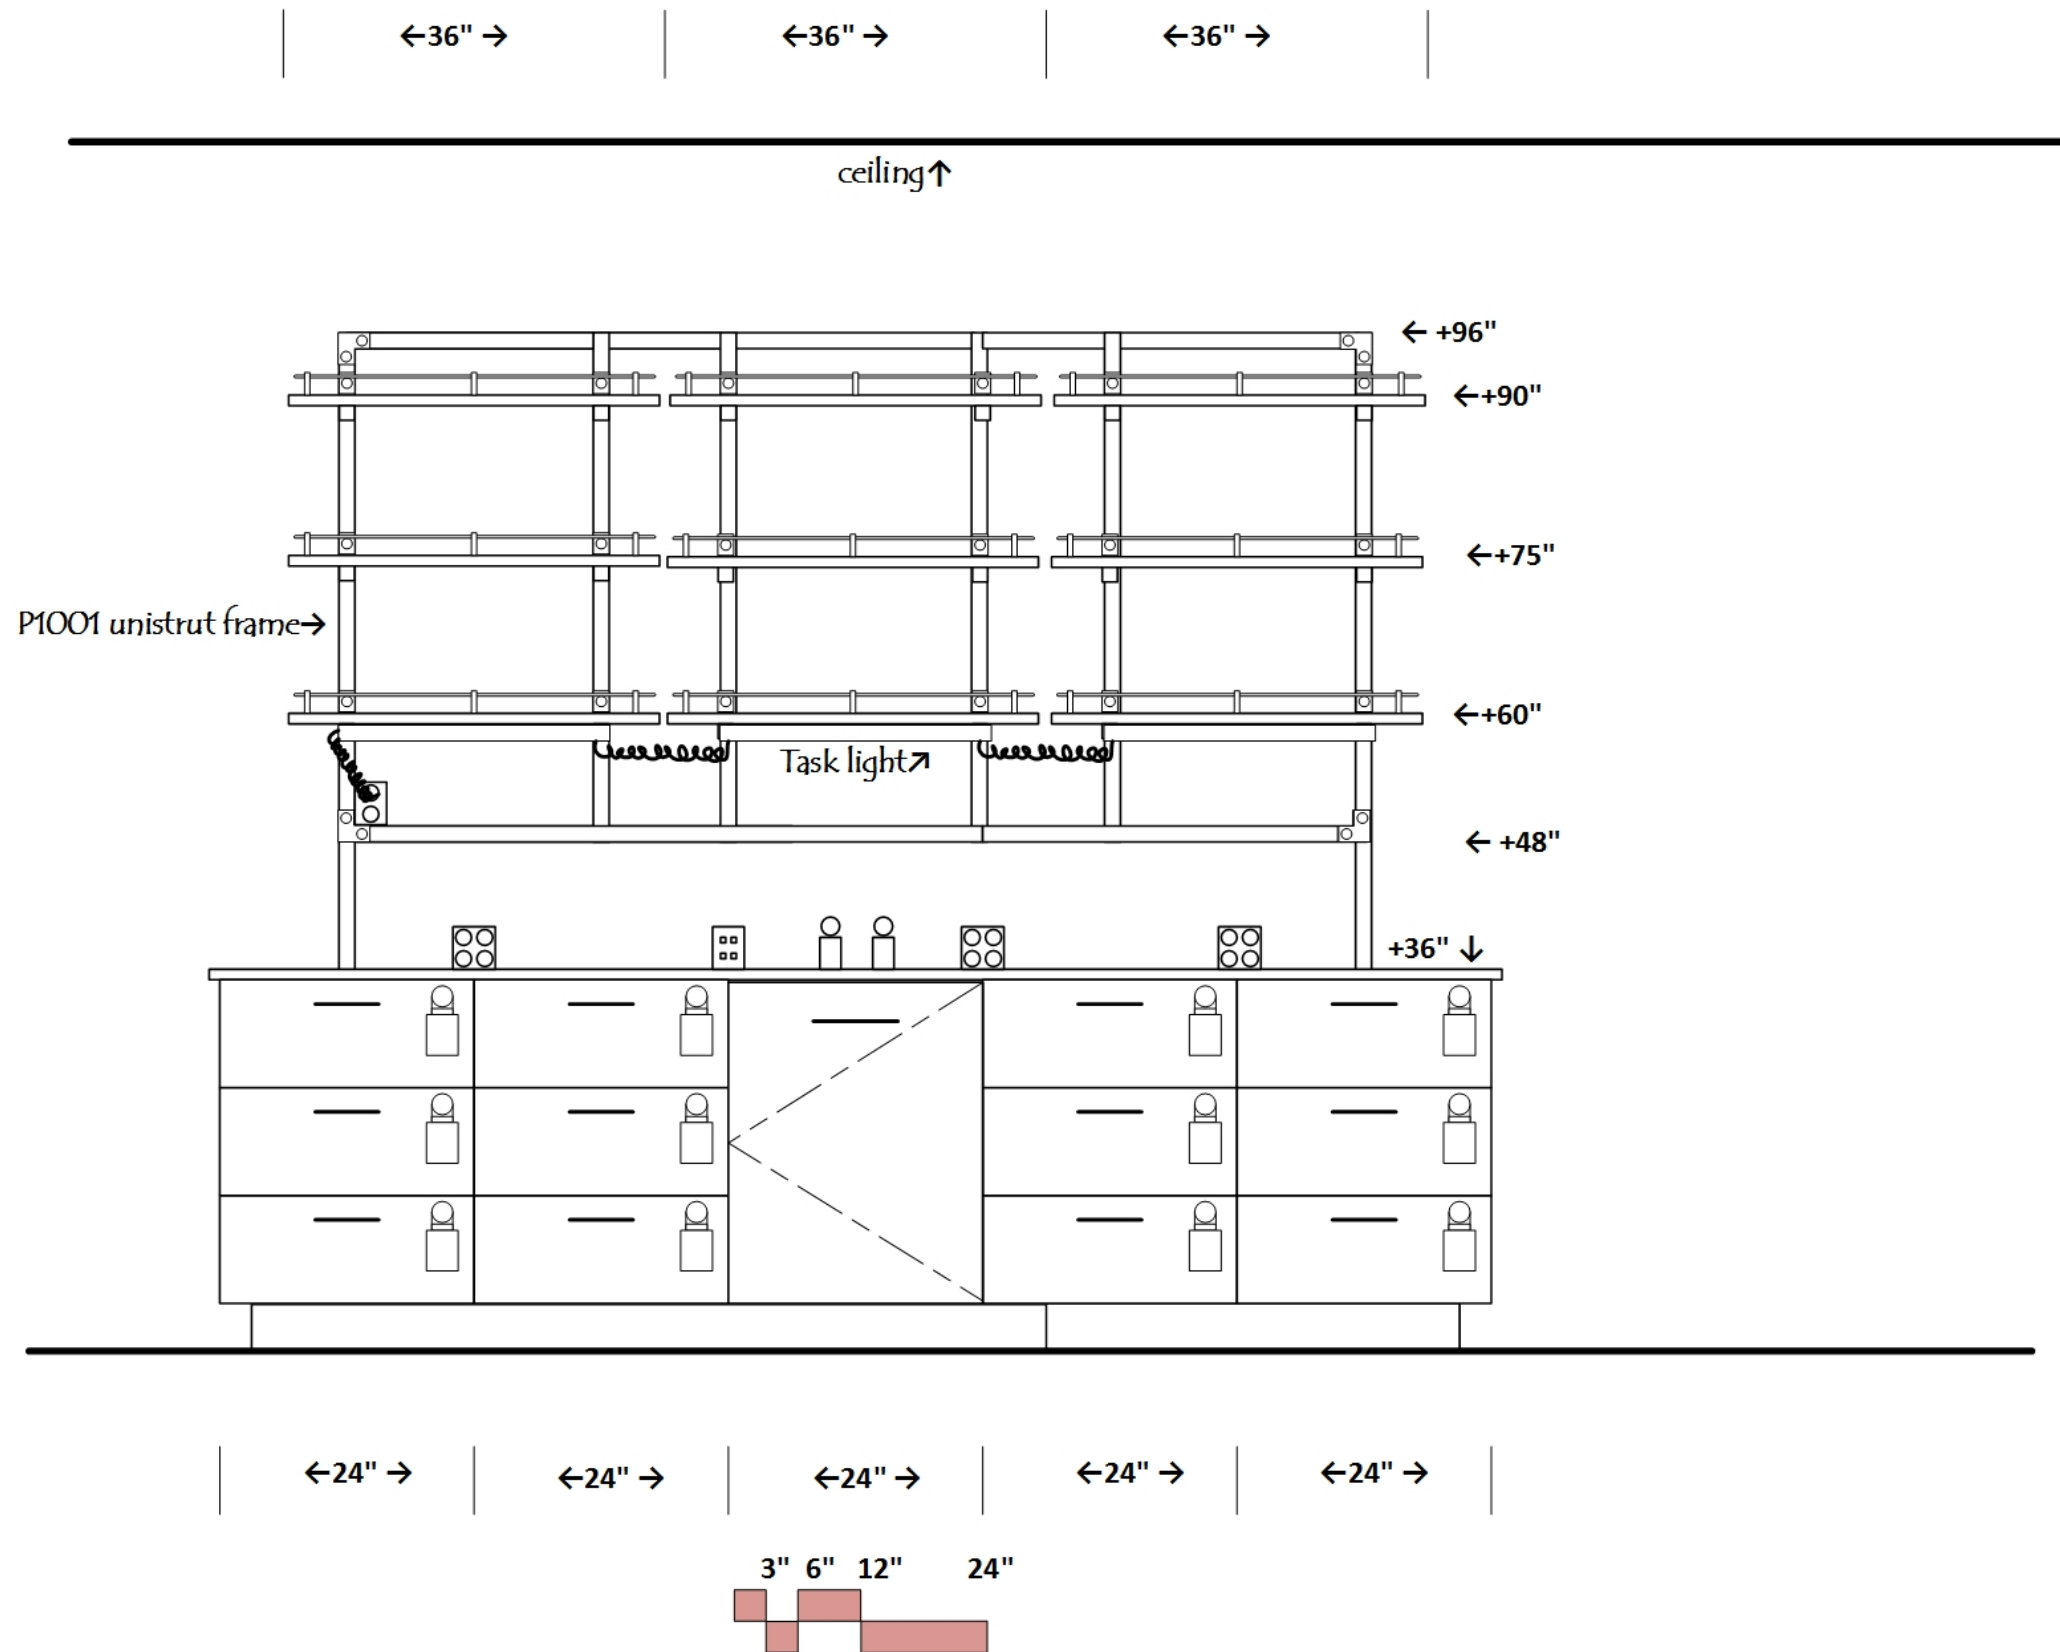 ←36" → ←36" → ←36" →
ceiling↑
← +96"
←+90"
←+75"
P1001 unistrut frame→
←+60"
Task light↗
← +48"
+36" ↓
←24" → ←24" → ←24" → ←24" → ←24" →
3" 6" 12" 24"